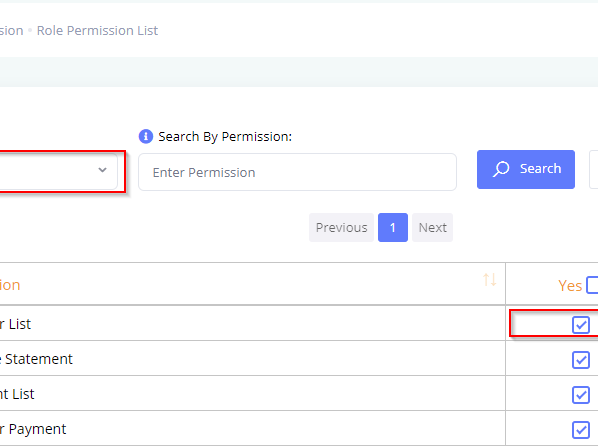 sion • Role Permission List
Search By Permission:
Enter Permission
Search
Previous 1 Next
ion Yes
r List
e Statement
nt List
r Payment